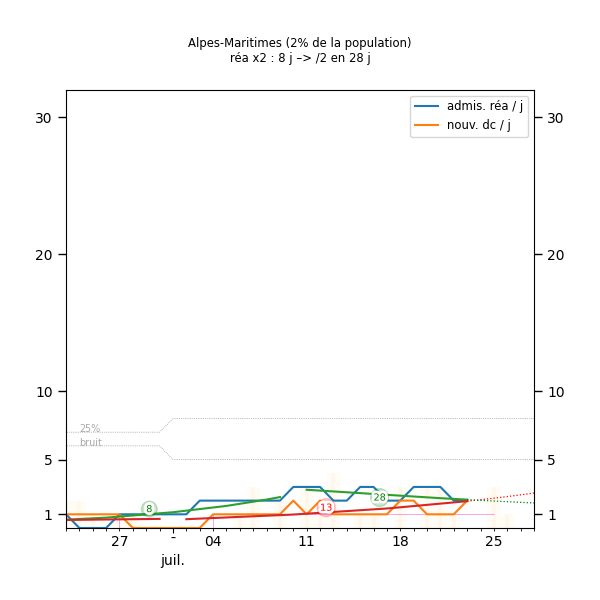 Alpes-Maritimes (2% de la population)
réa x2 : 8 j –> /2 en 28 j
admis. réa / j
nouv. dc / j
30 30
20 20
10 10
25%
bruit
5 5
8 13 28
1 1
27 - 04 11 18 25
juil.